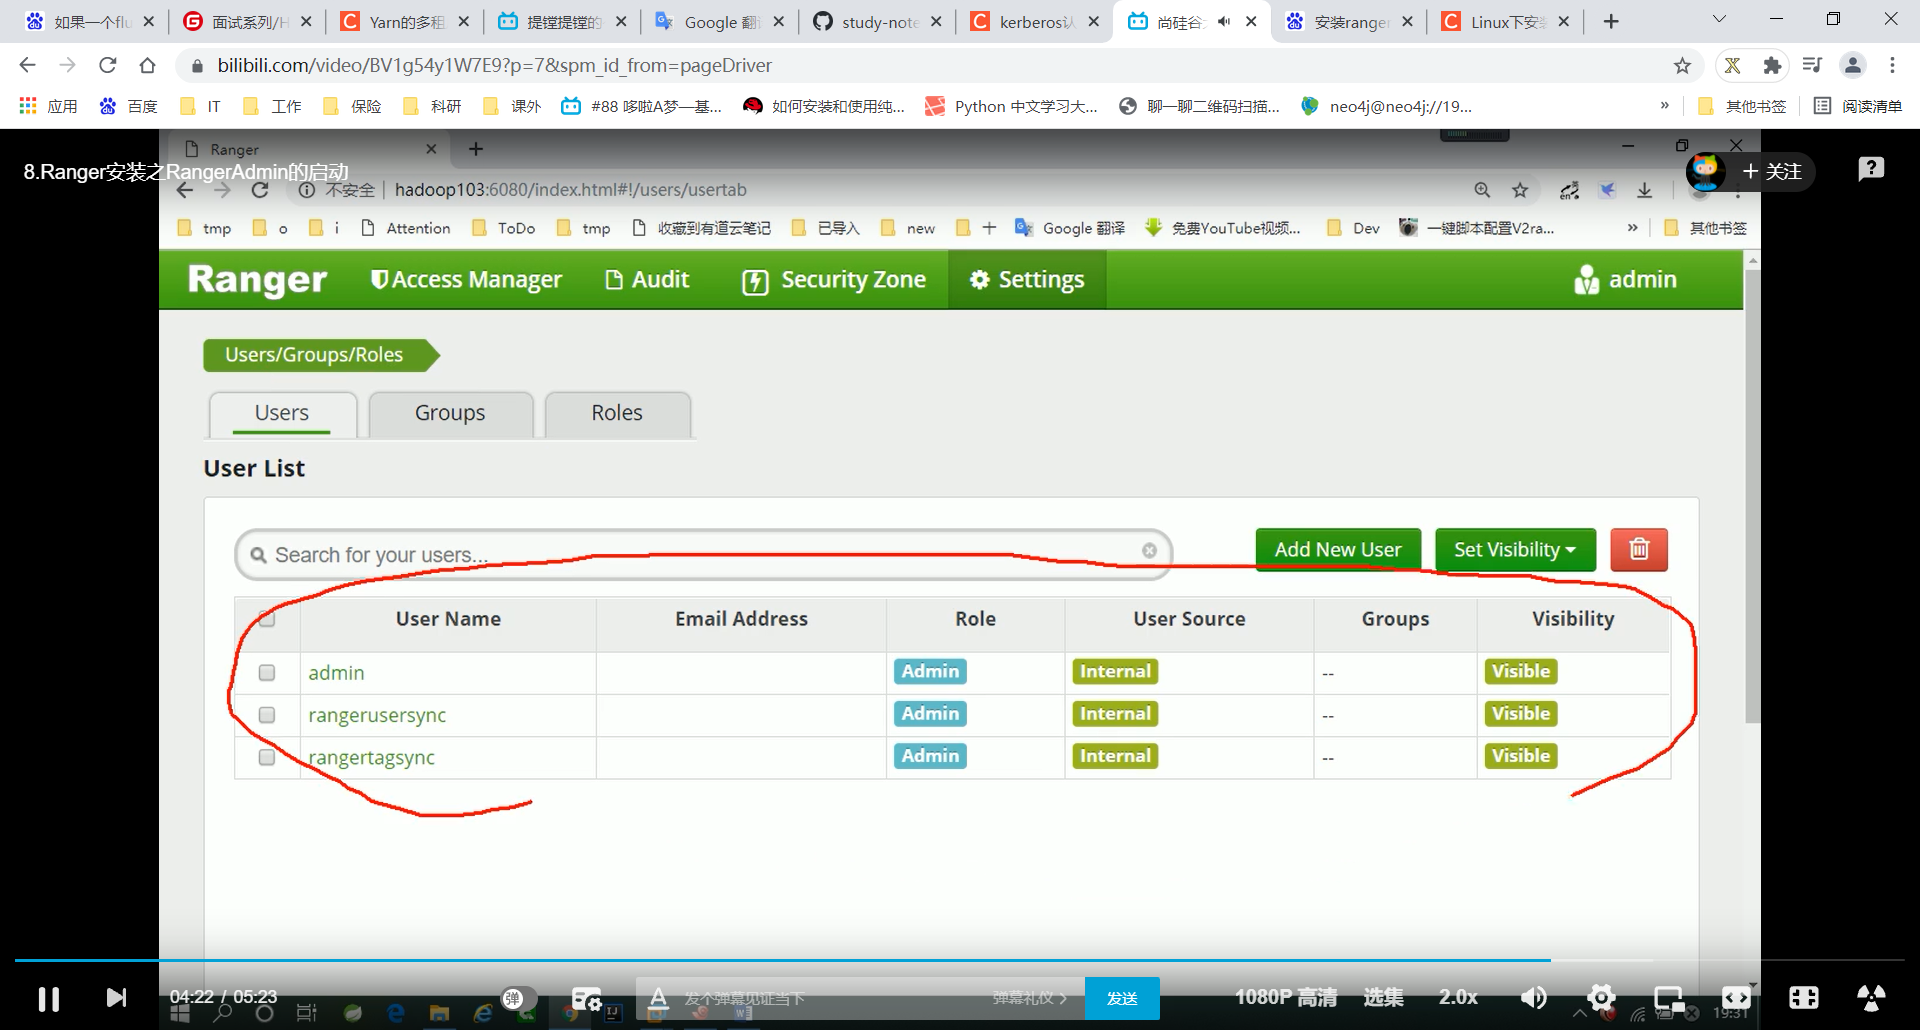 如果一个flu
面试系列/H
Yarn的多租
提镗提镗的
Google 翻
study-note
kerberos认
尚硅谷
安装ranger
Linux下安
bilibili.com/video/BV1g54y1W7E9?p=7&spm_id_from=pageDriver
应用
百度
IT
工作
保险
科研
课外
#88 哆啦A梦—基...
如何安装和使用纯...
Python 中文学习大...
聊一聊二维码扫描...
neo4j@neo4j://19...
»
其他书签
阅读清单
Ranger
8.Ranger安装之RangerAdmin的启动
+ 关注
不安全
hadoop103:6080/index.html#!/users/usertab
tmp
o
i
Attention
ToDo
tmp
收藏到有道云笔记
已导入
new
十
Google 翻译
免费YouTube视频...
Dev
一键脚本配置V2ra...
»
其他书签
Ranger
Access Manager
Audit
Security Zone
Settings
admin
Users/Groups/Roles
Users
Groups
Roles
User List
Search for your users...
Add New User
Set Visibility
User Name
Email Address
Role
User Source
Groups
Visibility
admin
Admin
Internal
--
Visible
rangerusersync
Admin
Internal
--
Visible
rangertagsync
Admin
Internal
--
Visible
04:22 / 05:23
弹
A
发个弹幕见证当下
弹幕礼仪 >
发送
1080P 高清
选集
2.0x
19:31